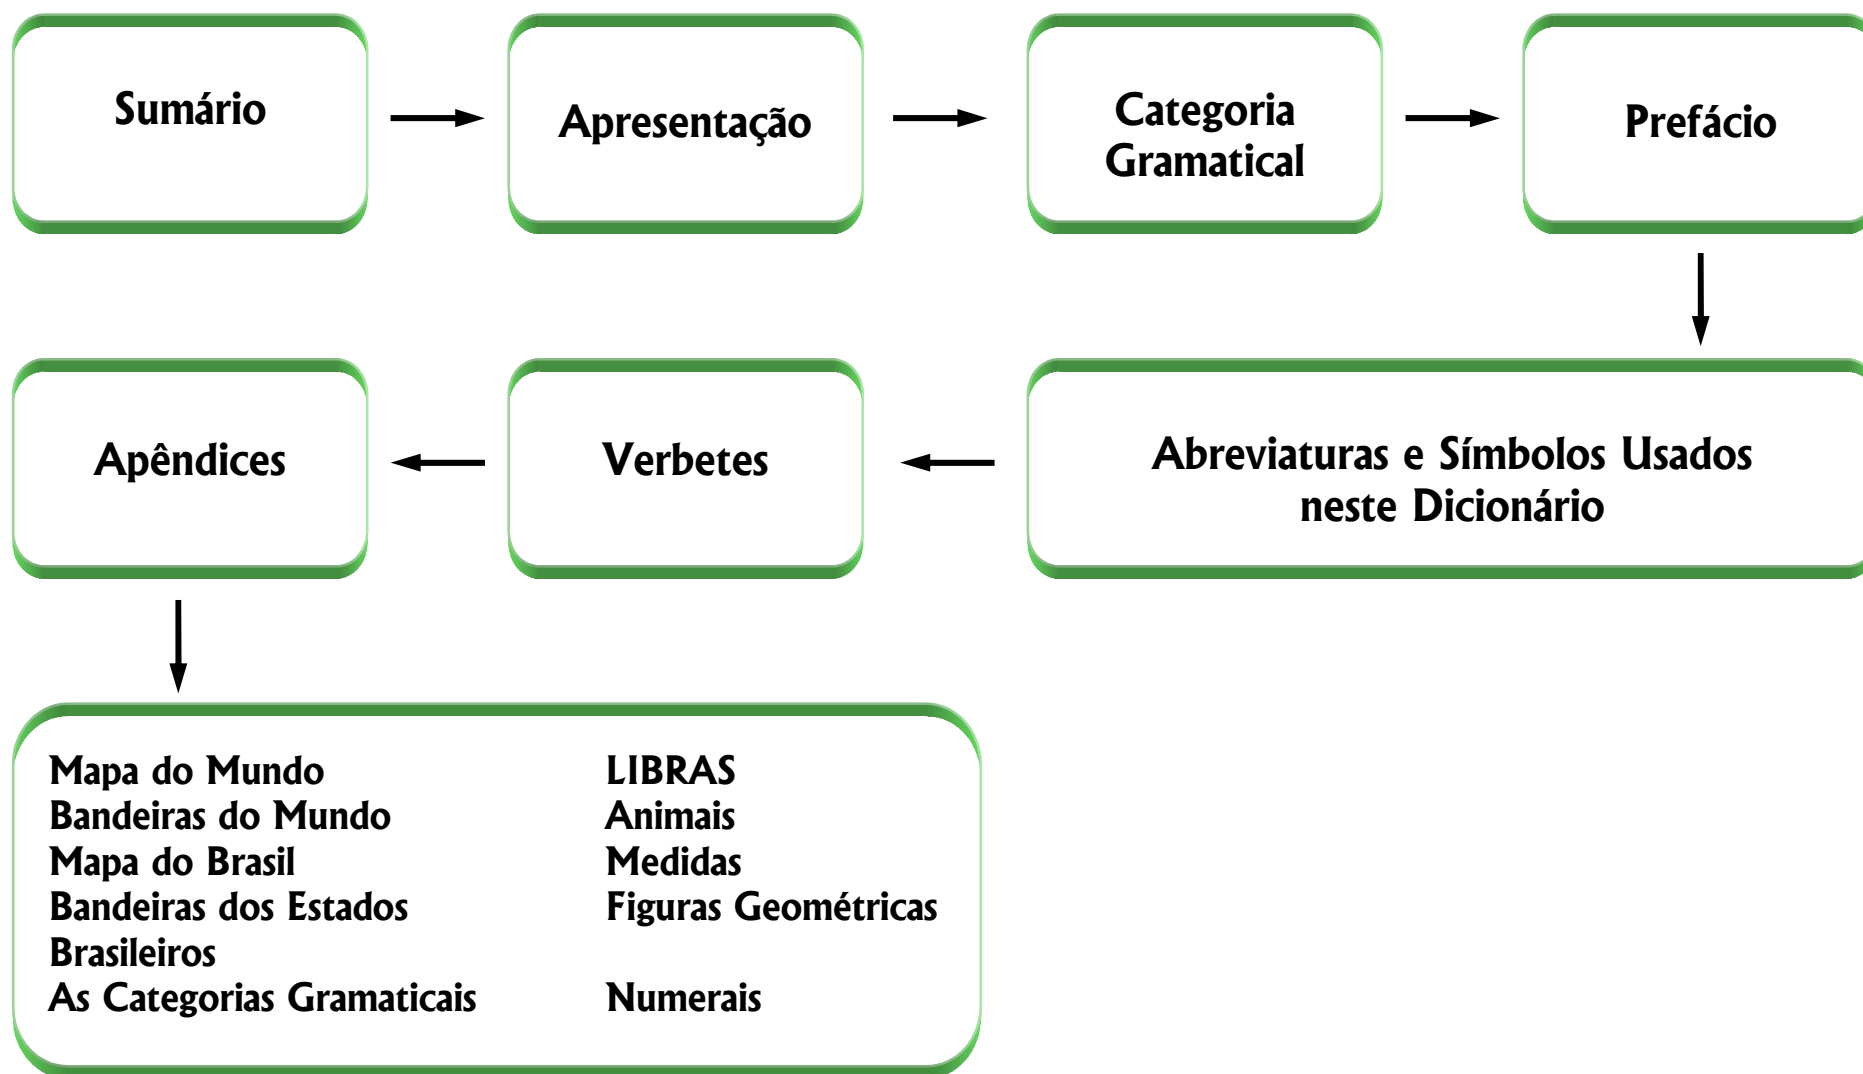 Sumário
Apresentação
Categoria
Gramatical
Prefácio
Abreviaturas e Símbolos Usados
neste Dicionário
Verbetes
Apêndices
Mapa do Mundo
Bandeiras do Mundo
Mapa do Brasil
Bandeiras dos Estados
Brasileiros
As Categorias Gramaticais
LIBRAS
Animais
Medidas
Figuras Geométricas
Numerais